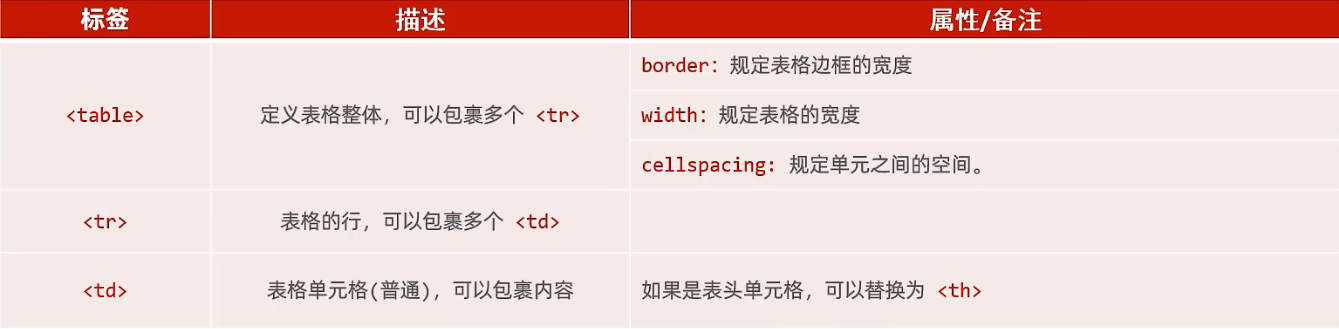 标签 描述 属性/备注
border: 规定表格边框的宽度
<table> 定义表格整体，可以包裹多个 <tr> width: 规定表格的宽度
cellspacing: 规定单元之间的空间。
<tr> 表格的行，可以包裹多个 <td>
<td> 表格单元格(普通)，可以包裹内容 如果是表头单元格，可以替换为 <th>